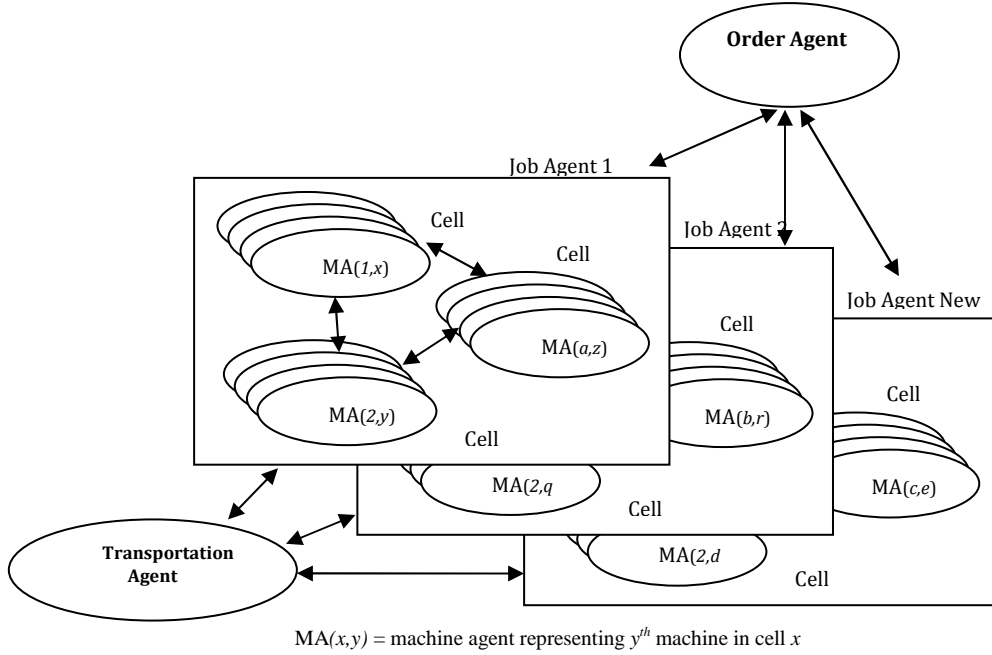 Order Agent
Job Agent 1
Cell
MA(1,x)
Cell
MA(a,z)
MA(2,y)
Cell
Job Agent
Cell
MA(b,r)
MA(2,q
Cell
Job Agent New
Cell
MA(c,e)
MA(2,d
Cell
Transportation
Agent
MA(x,y) = machine agent representing yth machine in cell x